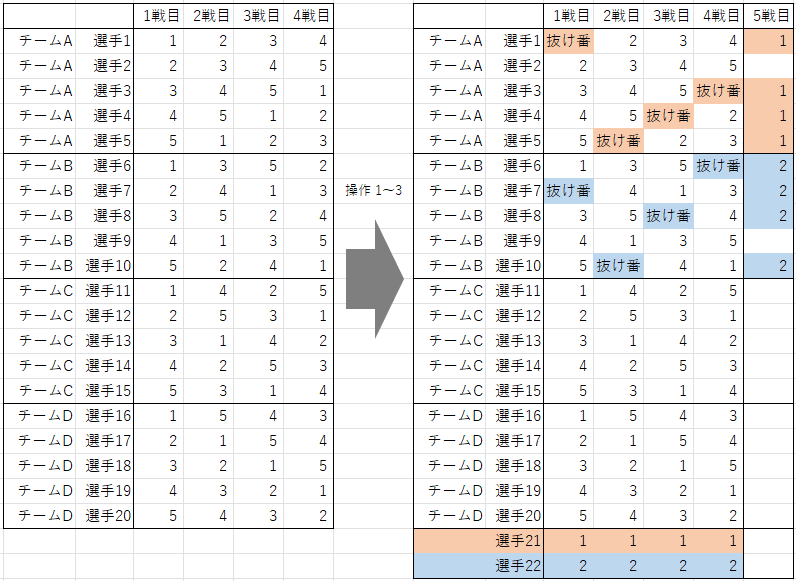 1戦目 2戦目 3戦目 4戦目 1戦目 2戦目 3戦目 4戦目 5戦目
チームA 選手1 1 2 3 4 チームA 選手1 抜け番 2 3 4 1
チームA 選手2 2 3 4 5 チームA 選手2 2 3 4 5
チームA 選手3 3 4 5 1 チームA 選手3 3 4 5 抜け番 1
チームA 選手4 4 5 1 2 チームA 選手4 4 5 抜け番 2 1
チームA 選手5 5 1 2 3 チームA 選手5 5 抜け番 2 3 1
チームB 選手6 1 3 5 2 チームB 選手6 1 3 5 抜け番 2
チームB 選手7 2 4 1 3 操作 1～3 チームB 選手7 抜け番 4 1 3 2
チームB 選手8 3 5 2 4 チームB 選手8 3 5 抜け番 4 2
チームB 選手9 4 1 3 5 チームB 選手9 4 1 3 5
チームB 選手10 5 2 4 1 チームB 選手10 5 抜け番 4 1 2
チームC 選手11 1 4 2 5 チームC 選手11 1 4 2 5
チームC 選手12 2 5 3 1 チームC 選手12 2 5 3 1
チームC 選手13 3 1 4 2 チームC 選手13 3 1 4 2
チームC 選手14 4 2 5 3 チームC 選手14 4 2 5 3
チームC 選手15 5 3 1 4 チームC 選手15 5 3 1 4
チームD 選手16 1 5 4 3 チームD 選手16 1 5 4 3
チームD 選手17 2 1 5 4 チームD 選手17 2 1 5 4
チームD 選手18 3 2 1 5 チームD 選手18 3 2 1 5
チームD 選手19 4 3 2 1 チームD 選手19 4 3 2 1
チームD 選手20 5 4 3 2 チームD 選手20 5 4 3 2
選手21 1 1 1 1
選手22 2 2 2 2